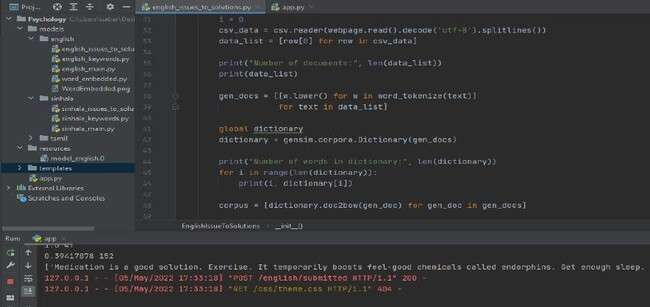 Proj...
english_issues_to_solutions.py
app.py
Psychology
models
english
english_issues_to_solu
english_keywords.py
english_main.py
word_embedded.py
WordEmbedded.png
sinhala
sinhala_issues_to_solu
sinhala_keywords.py
sinhala_main.py
tamil
resources
model_english.0
templates
app.py
External Libraries
Scratches and Consoles
i = 0
csv_data = csv.reader(webpage.read().decode('utf-8').splitlines())
data_list = [row[0] for row in csv_data]
print("Number of documents:", len(data_list))
print(data_list)
gen_docs = [[w.lower() for w in word_tokenize(text)]
for text in data_list]
global dictionary
dictionary = gensim.corpora.Dictionary(gen_docs)
print("Number of words in dictionary:", len(dictionary))
for i in range(len(dictionary)):
print(i, dictionary[i])
corpus = [dictionary.doc2bow(gen_doc) for gen_doc in gen_docs]
EnglishIssueToSolutions › __init__()
Run: app
0.39417878 152
['Medication is a good solution. Exercise. It temporarily boosts feel-good chemicals called endorphins. Get enough sleep.
127.0.0.1 - - [05/May/2022 17:33:18] "POST /english/submitted HTTP/1.1" 200 -
127.0.0.1 - - [05/May/2022 17:33:18] "GET /css/theme.css HTTP/1.1" 404 -